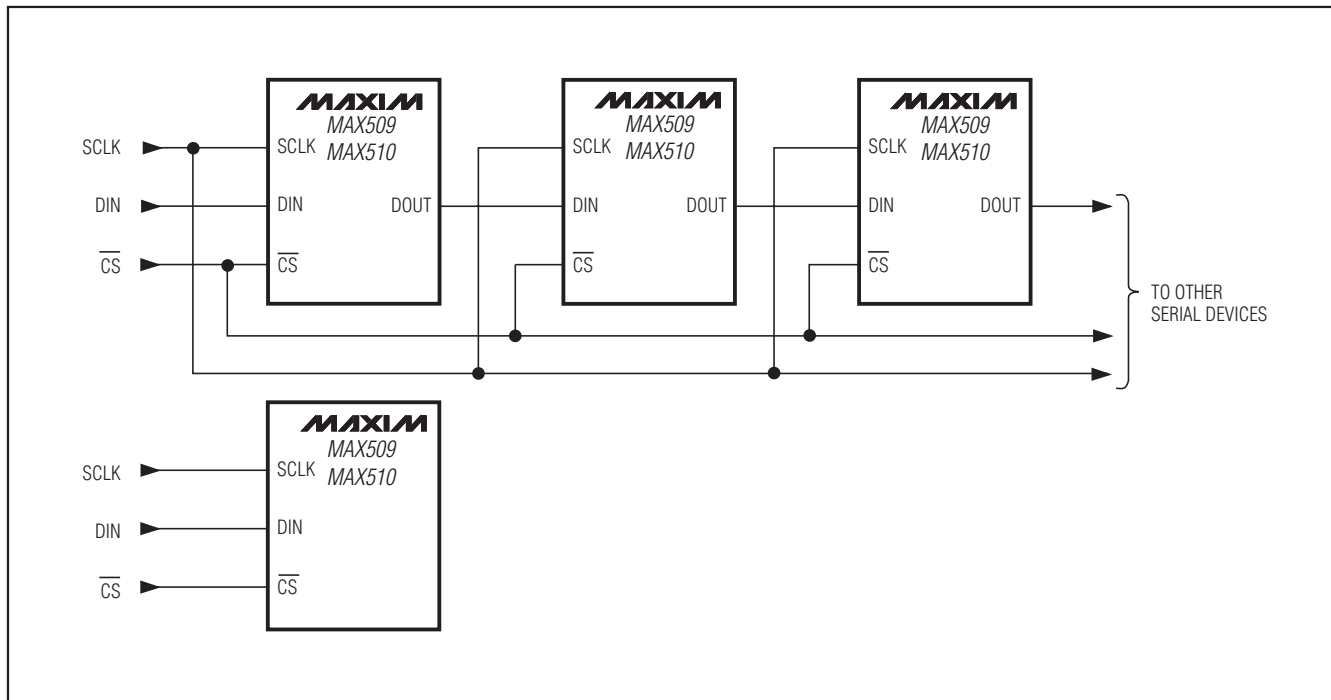 MAXIM
MAX509
MAX510
SCLK
SCLK
DIN
DIN
DOUT
CS
CS
MAXIM
MAX509
MAX510
SCLK
DIN
DOUT
CS
MAXIM
MAX509
MAX510
SCLK
DIN
DOUT
CS
TO OTHER
SERIAL DEVICES
MAXIM
MAX509
MAX510
SCLK
SCLK
DIN
DIN
CS
CS